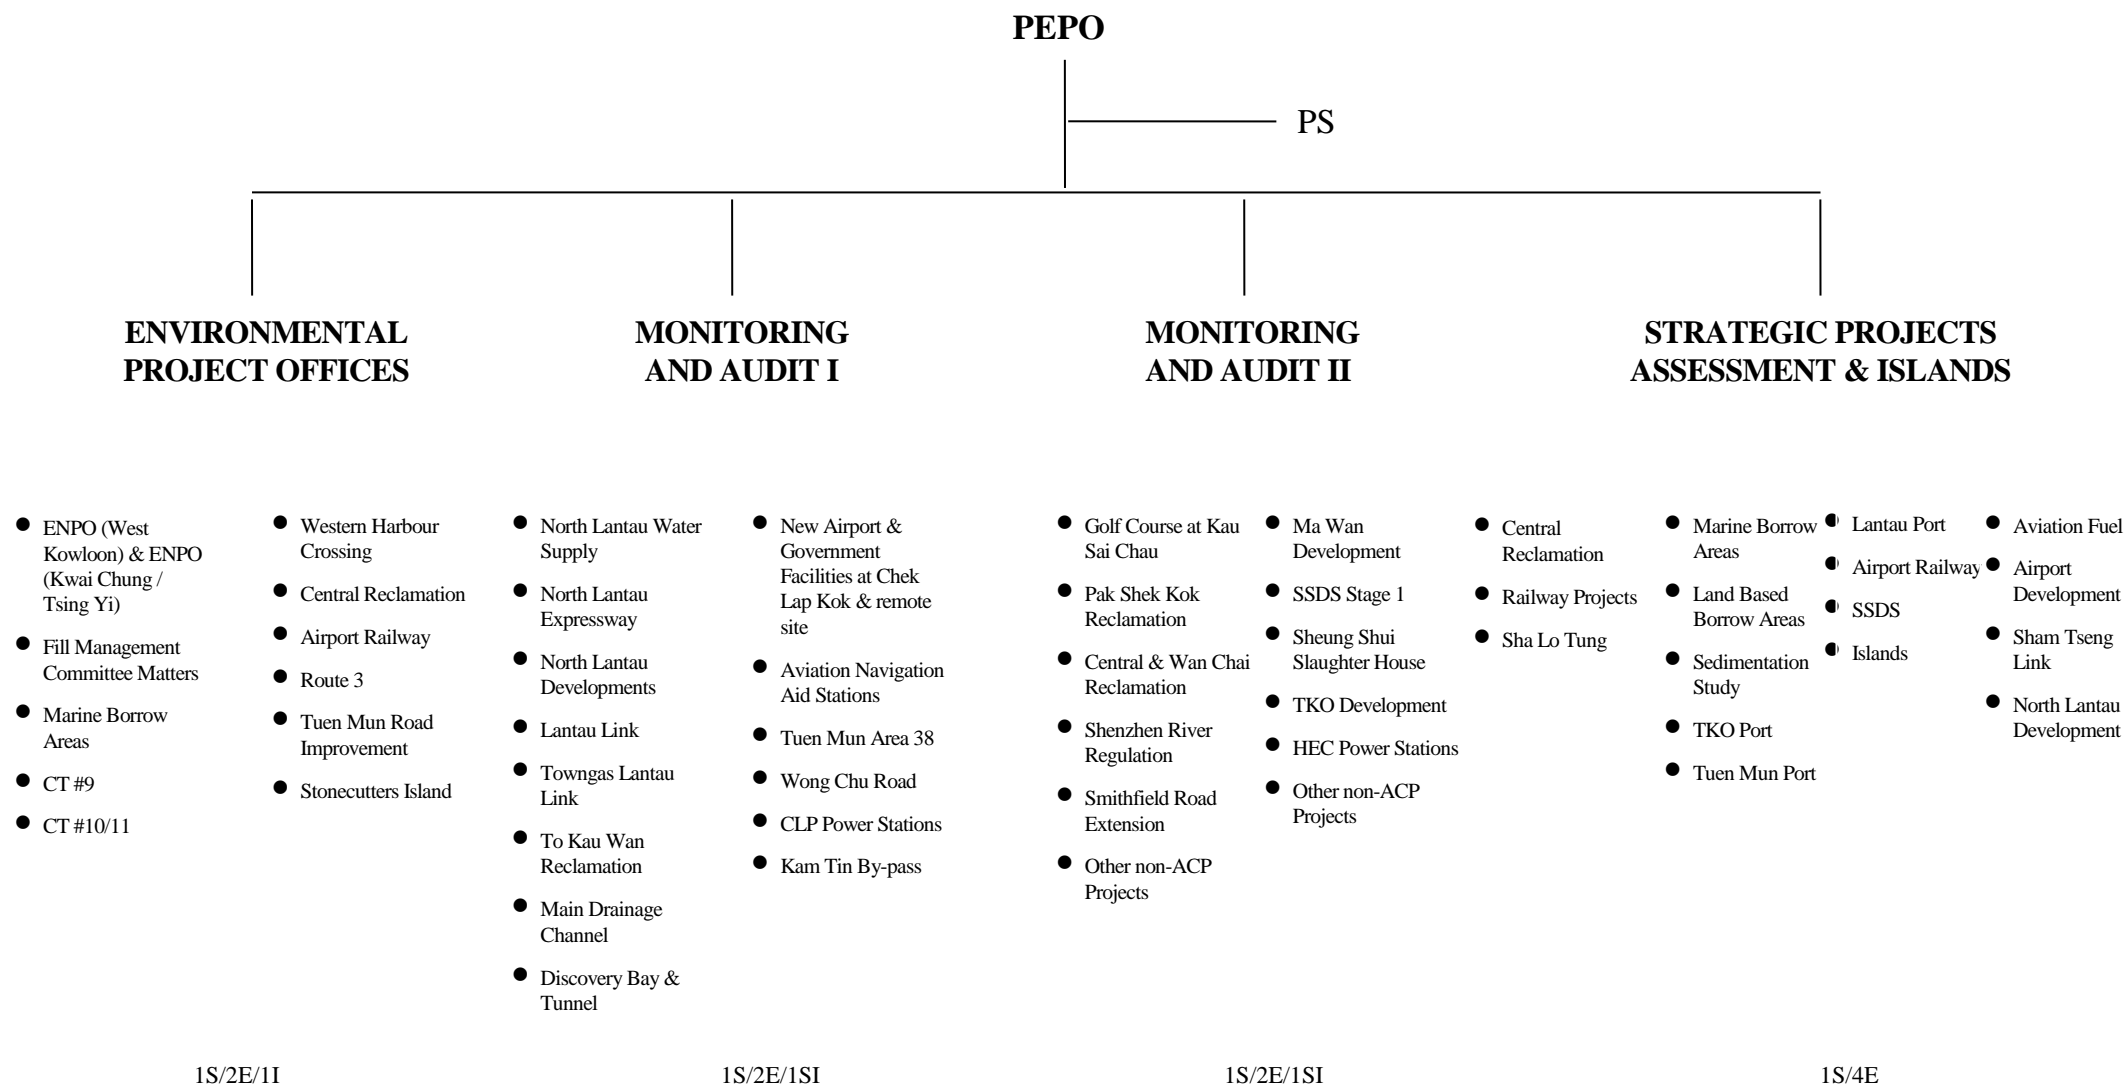 PEPO
PS
ENVIRONMENTAL
PROJECT OFFICES
MONITORING
AND AUDIT I
MONITORING
AND AUDIT II
STRATEGIC PROJECTS
ASSESSMENT & ISLANDS
● ENPO (West
Kowloon) & ENPO
(Kwai Chung /
Tsing Yi)
● Fill Management
Committee Matters
● Marine Borrow
Areas
● CT #9
● CT #10/11
● Western Harbour
Crossing
● Central Reclamation
● Airport Railway
● Route 3
● Tuen Mun Road
Improvement
● Stonecutters Island
● North Lantau Water
Supply
● North Lantau
Expressway
● North Lantau
Developments
● Lantau Link
● Towngas Lantau
Link
● To Kau Wan
Reclamation
● Main Drainage
Channel
● Discovery Bay &
Tunnel
● New Airport &
Government
Facilities at Chek
Lap Kok & remote
site
● Aviation Navigation
Aid Stations
● Tuen Mun Area 38
● Wong Chu Road
● CLP Power Stations
● Kam Tin By-pass
● Golf Course at Kau
Sai Chau
● Pak Shek Kok
Reclamation
● Central & Wan Chai
Reclamation
● Shenzhen River
Regulation
● Smithfield Road
Extension
● Other non-ACP
Projects
● Ma Wan
Development
● SSDS Stage 1
● Sheung Shui
Slaughter House
● TKO Development
● HEC Power Stations
● Other non-ACP
Projects
● Central
Reclamation
● Railway Projects
● Sha Lo Tung
● Marine Borrow
Areas
● Land Based
Borrow Areas
● Sedimentation
Study
● TKO Port
● Tuen Mun Port
● Lantau Port
● Airport Railway
● SSDS
● Islands
● Aviation Fuel
● Airport
Development
● Sham Tseng
Link
● North Lantau
Development
1S/2E/1I
1S/2E/1SI
1S/2E/1SI
1S/4E